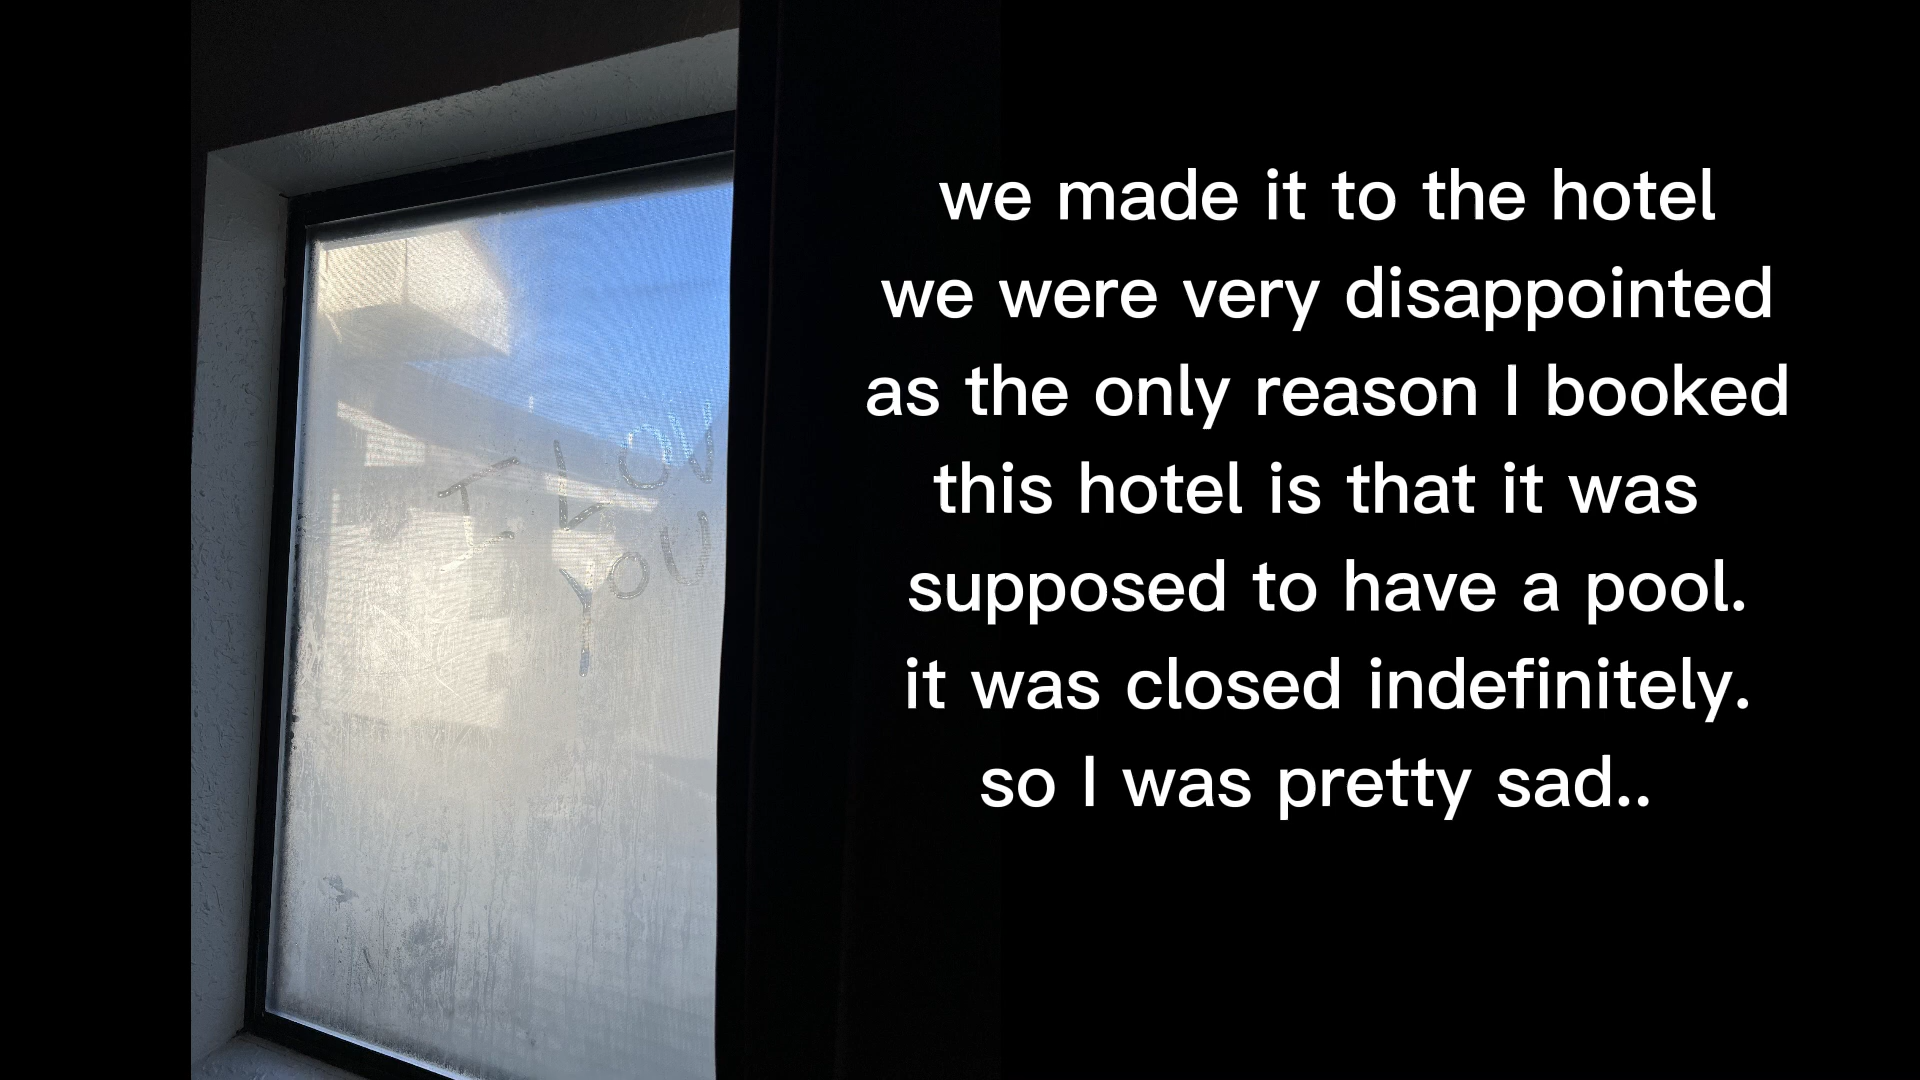 I LOV
YOU
we made it to the hotel
we were very disappointed
as the only reason I booked
this hotel is that it was
supposed to have a pool.
it was closed indefinitely.
so I was pretty sad..